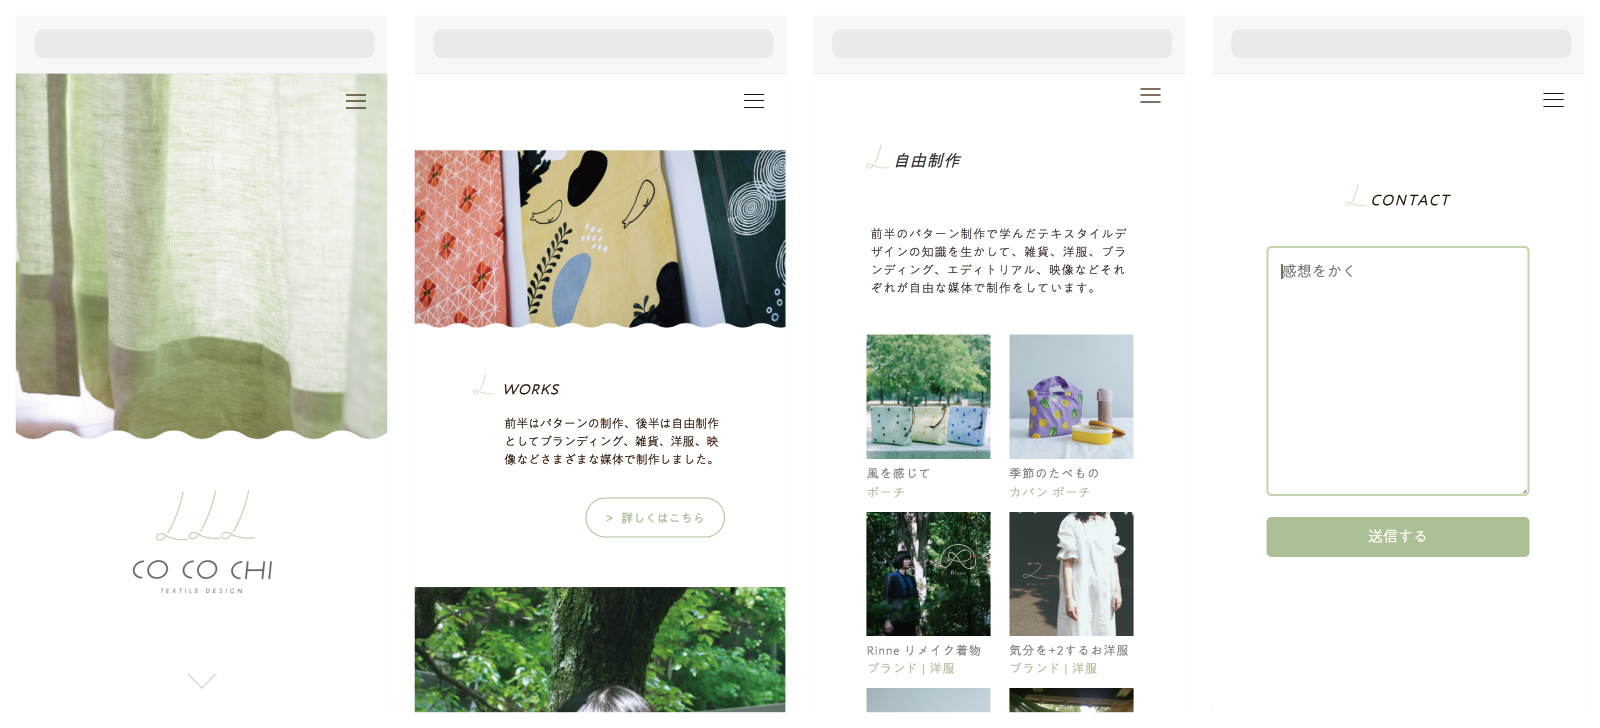 CO CO CHI
TEXTILE DESIGN
WORKS
前半はパターンの制作、後半は自由制作
としてブランディング、雑貨、洋服、映
像などさまざまな媒体で制作しました。
> 詳しくはこちら
自由制作
前半のパターン制作で学んだテキスタイルデ
ザインの知識を生かして、雑貨、洋服、ブラ
ンディング、エディトリアル、映像などそれ
ぞれが自由な媒体で制作をしています。
風を感じて
ポーチ
季節のたべもの
カバン ポーチ
Rinne
Rinne リメイク着物
ブランド | 洋服
気分を+2するお洋服
ブランド | 洋服
CONTACT
感想をかく
送信する